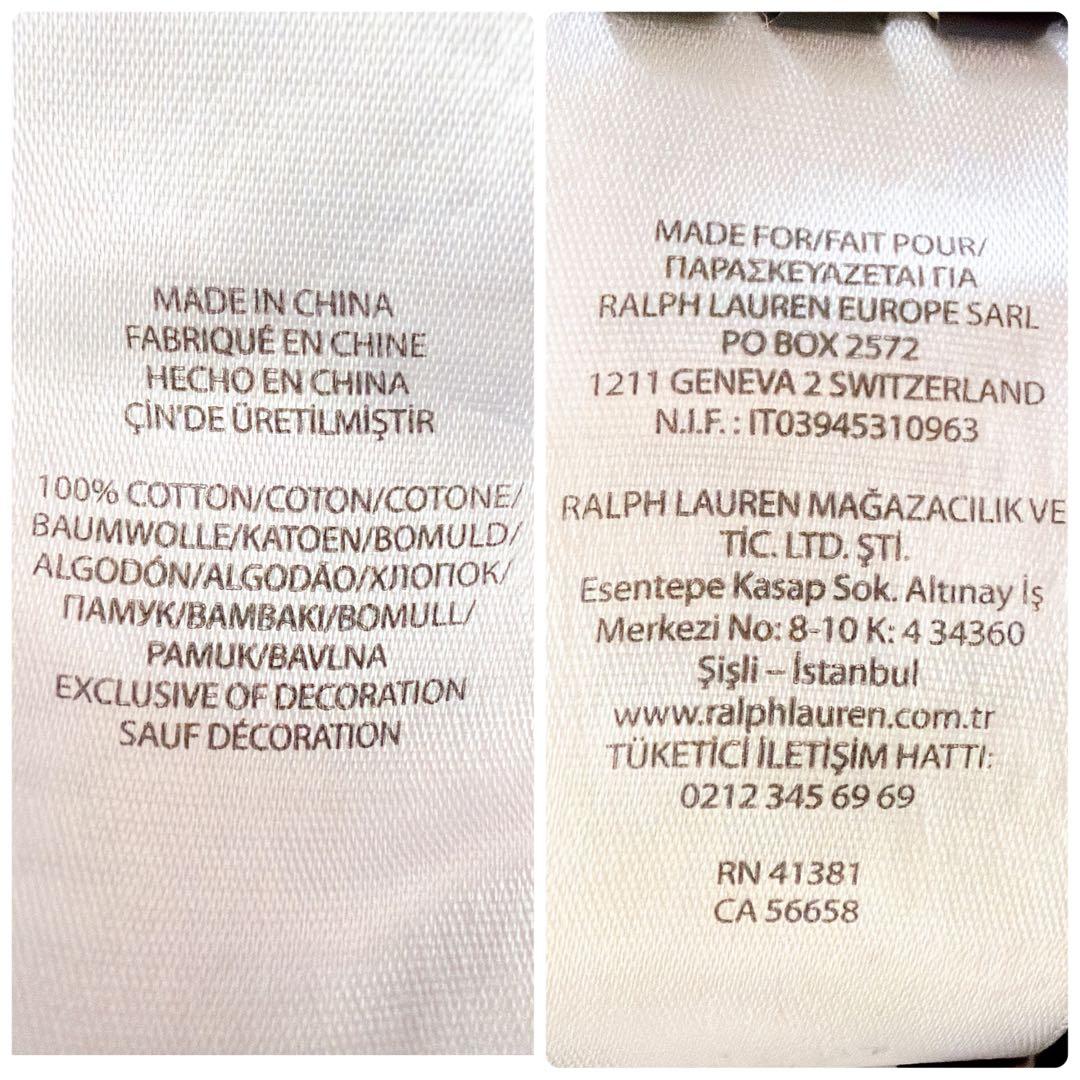 MADE IN CHINA
FABRIQUÉ EN CHINE
HECHO EN CHINA
ÇİN'DE ÜRETİLMİŞTİR
100% COTTON/COTON/COTONE/
BAUMWOLLE/KATOEN/BOMULD/
ALGODÓN/ALGODÃO/ХЛОПОК/
ПАМУК/ΒΑΜΒΑΚΙ/BOMULL/
PAMUK/BAVLNA
EXCLUSIVE OF DECORATION
SAUF DÉCORATION
MADE FOR/FAIT POUR/
ΠΑΡΑΣΚΕΥΑΖΕΤΑΙ ΓΙΑ
RALPH LAUREN EUROPE SARL
PO BOX 2572
1211 GENEVA 2 SWITZERLAND
N.I.F. : IT03945310963
RALPH LAUREN MAĞAZACILIK VE
TİC. LTD. ŞTİ.
Esentepe Kasap Sok. Altınay İş
Merkezi No: 8-10 K: 4 34360
Şişli – İstanbul
www.ralphlauren.com.tr
TÜKETİCİ İLETİŞİM HATTI:
0212 345 69 69
RN 41381
CA 56658